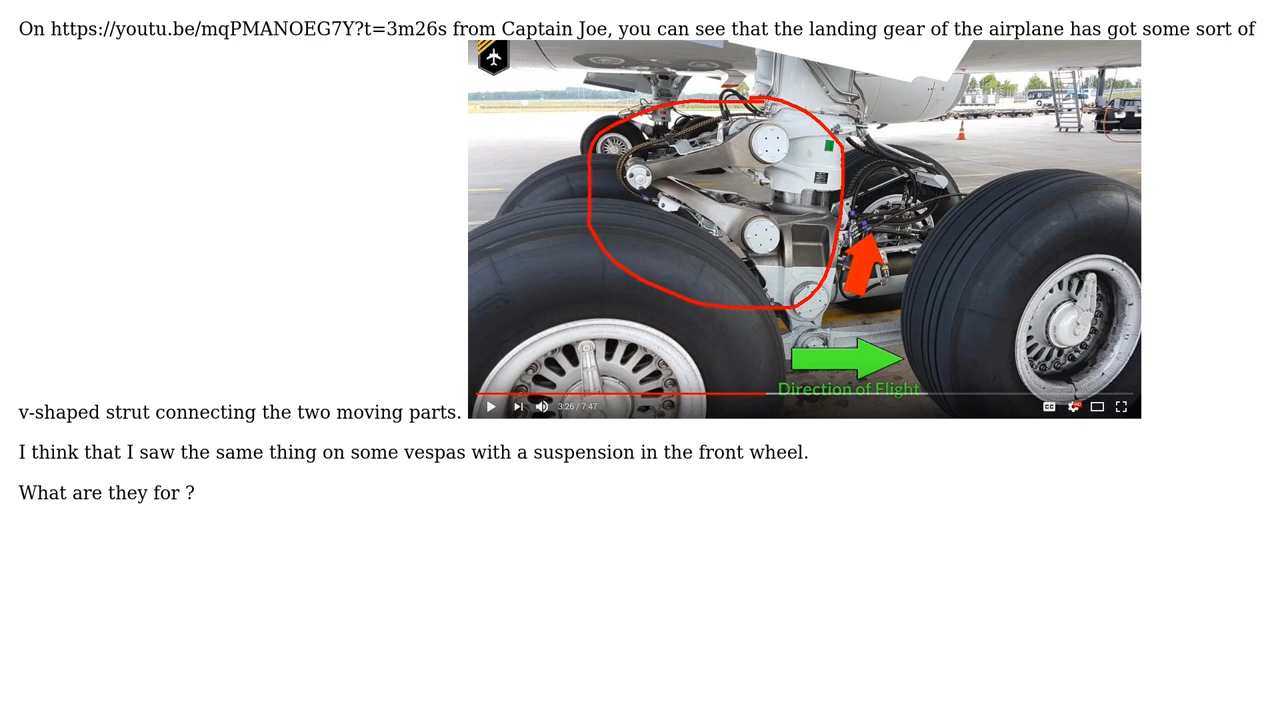 On https://youtu.be/mqPMANOEG7Y?t=3m26s from Captain Joe, you can see that the landing gear of the airplane has got some sort of
Direction of Flight
3:26 / 7:47
CC
HD
v-shaped strut connecting the two moving parts.
I think that I saw the same thing on some vespas with a suspension in the front wheel.
What are they for ?